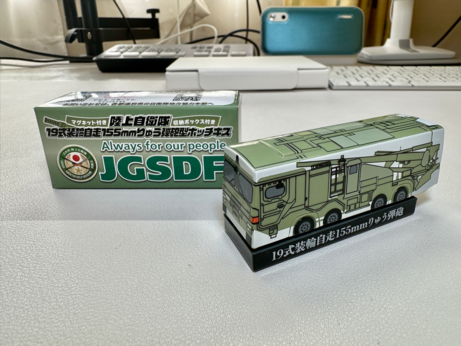 マグネット付き 陸上自衛隊 収納ボックス付き
19式装輪自走155mmりゅう弾砲型ホッチキス
Always for our people
JGSDF
19式装輪自走155mmりゅう弾砲